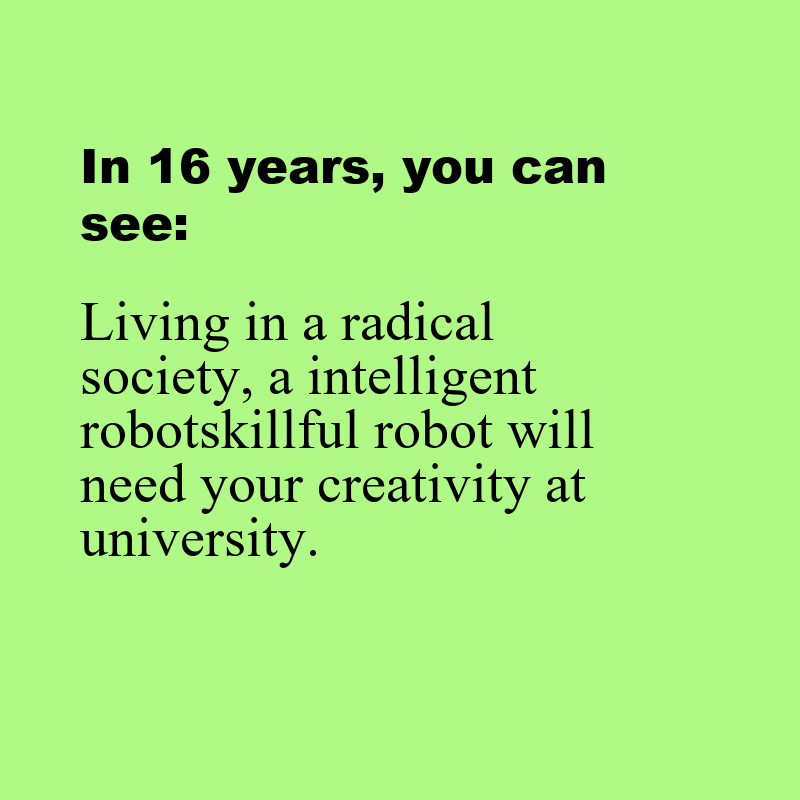 In 16 years, you can
see:
Living in a radical
society, a intelligent
robotskillful robot will
need your creativity at
university.